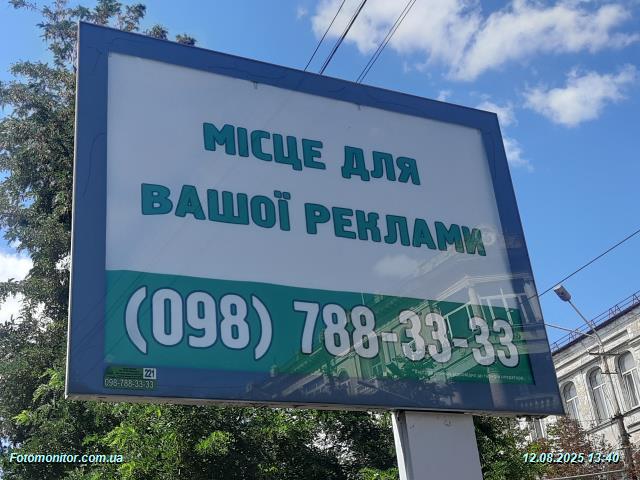 МІСЦЕ ДЛЯ
ВАШОЇ РЕКЛАМИ
(098) 788-33-33
221
098-788-33-33
Fotomonitor.com.ua
12.08.2025 13:40